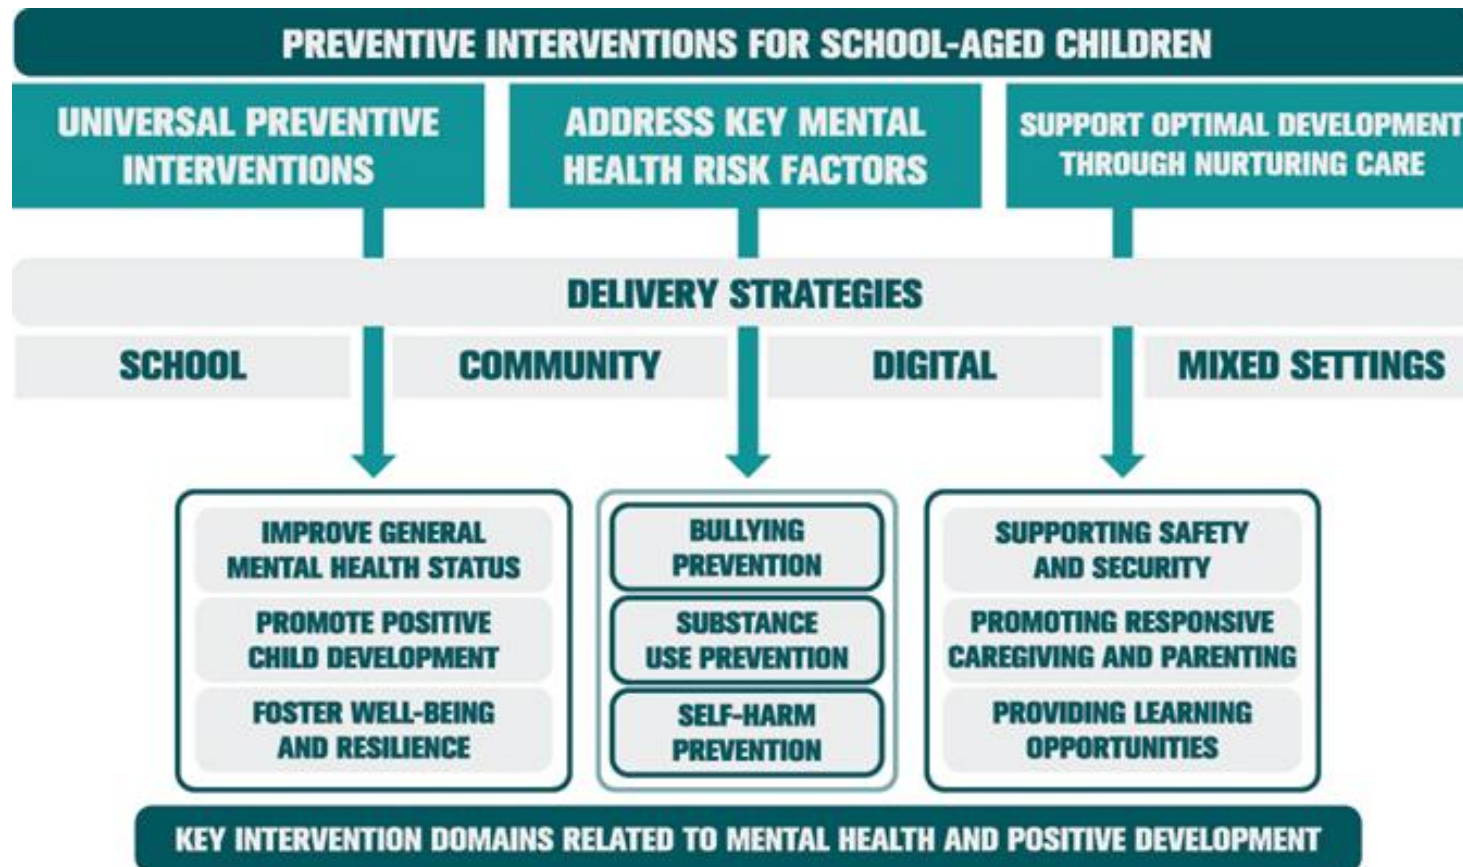 PREVENTIVE INTERVENTIONS FOR SCHOOL-AGED CHILDREN
UNIVERSAL PREVENTIVE
INTERVENTIONS
ADDRESS KEY MENTAL
HEALTH RISK FACTORS
SUPPORT OPTIMAL DEVELOPMENT
THROUGH NURTURING CARE
DELIVERY STRATEGIES
SCHOOL
COMMUNITY
DIGITAL
MIXED SETTINGS
IMPROVE GENERAL
MENTAL HEALTH STATUS
PROMOTE POSITIVE
CHILD DEVELOPMENT
FOSTER WELL-BEING
AND RESILIENCE
BULLYING
PREVENTION
SUBSTANCE
USE PREVENTION
SELF-HARM
PREVENTION
SUPPORTING SAFETY
AND SECURITY
PROMOTING RESPONSIVE
CAREGIVING AND PARENTING
PROVIDING LEARNING
OPPORTUNITIES
KEY INTERVENTION DOMAINS RELATED TO MENTAL HEALTH AND POSITIVE DEVELOPMENT